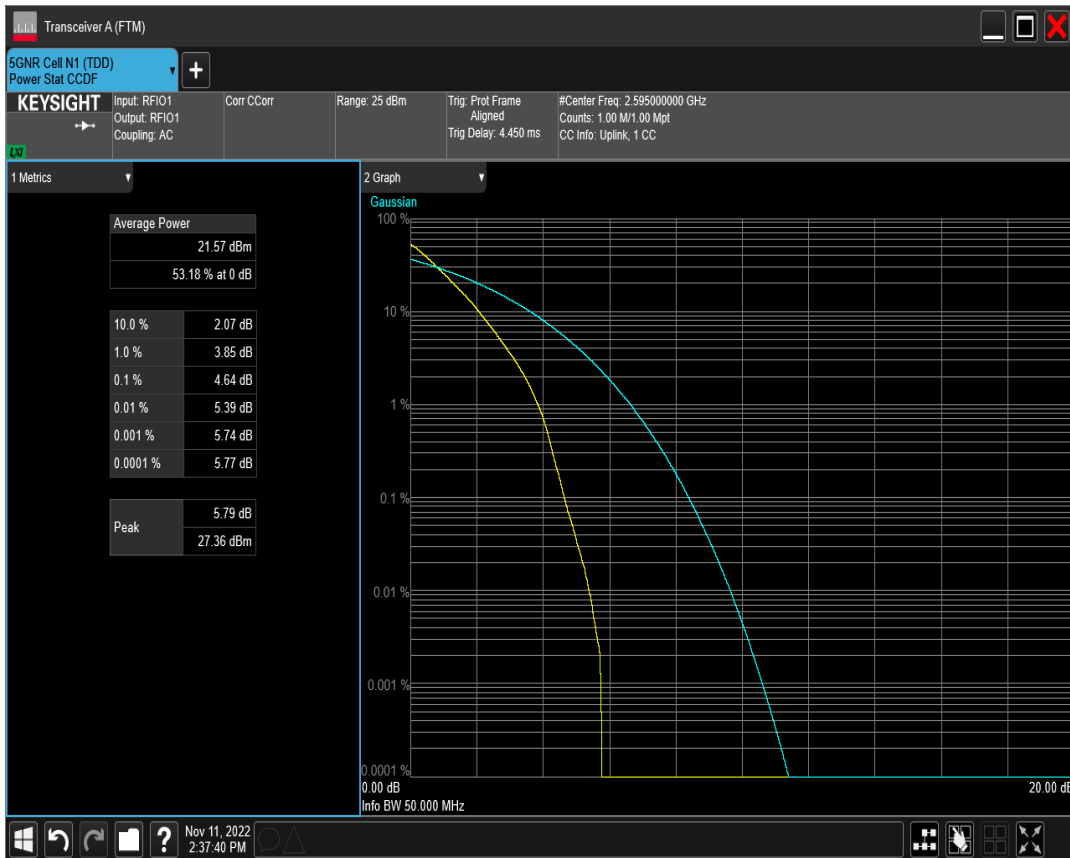 Transceiver A (FTM)
5GNR Cell N1 (TDD)
Power Stat CCDF
+
KEYSIGHT
LXI
Input: RFIO1
Output: RFIO1
Coupling: AC
Corr CCorr
Range: 25 dBm
Trig: Prot Frame
Aligned
Trig Delay: 4.450 ms
#Center Freq: 2.595000000 GHz
Counts: 1.00 M/1.00 Mpt
CC Info: Uplink, 1 CC
1 Metrics
Average Power
21.57 dBm
53.18 % at 0 dB
10.0 % 2.07 dB
1.0 % 3.85 dB
0.1 % 4.64 dB
0.01 % 5.39 dB
0.001 % 5.74 dB
0.0001 % 5.77 dB
Peak
5.79 dB
27.36 dBm
2 Graph
Gaussian
100 %
10 %
1 %
0.1 %
0.01 %
0.001 %
0.0001 %
0.00 dB
20.00 dB
Info BW 50.000 MHz
?
Nov 11, 2022
2:37:40 PM